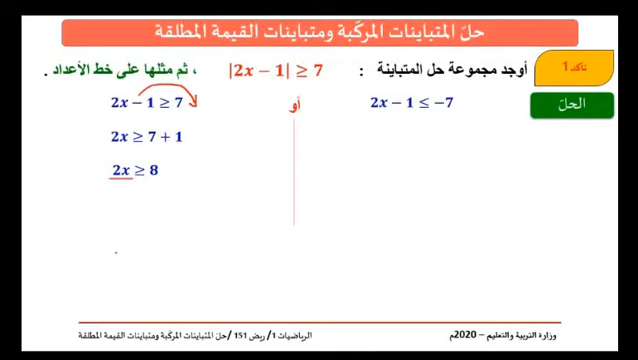 حلّ المتباينات المركّبة ومتباينات القيمة المطلقة
تأكد 1
أوجد مجموعة حل المتباينة : |2x − 1| ≥ 7 ، ثم مثلها على خط الأعداد .
الحلّ
2x − 1 ≥ 7 أو 2x − 1 ≤ −7
2x ≥ 7 + 1
2x ≥ 8
وزارة التربية والتعليم – 2020م
الرياضيات 1/ ريض 151 /حل المتباينات المركّبة ومتباينات القيمة المطلقة